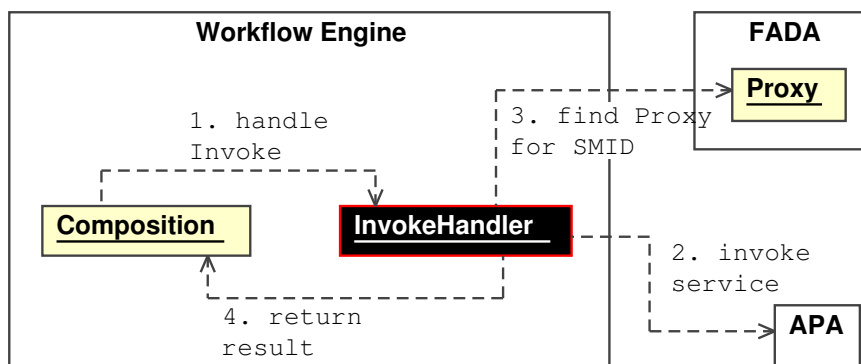 Workflow Engine
FADA
Proxy
1. handle
Invoke
3. find Proxy
for SMID
Composition
InvokeHandler
2. invoke
service
4. return
result
APA